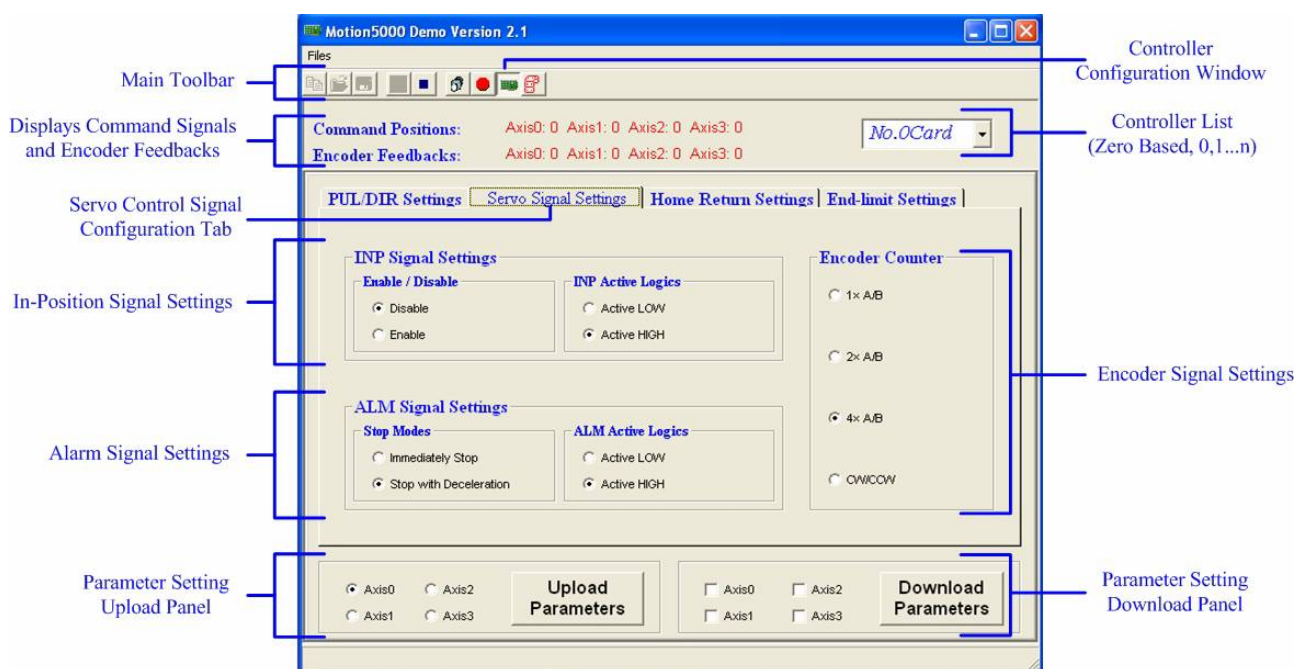 Motion5000 Demo Version 2.1
Files
Main Toolbar
Controller
Configuration Window
Displays Command Signals
and Encoder Feedbacks
Command Positions: Axis0: 0 Axis1: 0 Axis2: 0 Axis3: 0
Encoder Feedbacks: Axis0: 0 Axis1: 0 Axis2: 0 Axis3: 0
No.0Card
Controller List
(Zero Based, 0,1...n)
PUL/DIR Settings Servo Signal Settings Home Return Settings End-limit Settings
Servo Control Signal
Configuration Tab
In-Position Signal Settings
INP Signal Settings
Enable / Disable
Disable
Enable
INP Active Logics
Active LOW
Active HIGH
Encoder Counter
1× A/B
2× A/B
4× A/B
CW/CCW
Encoder Signal Settings
Alarm Signal Settings
ALM Signal Settings
Stop Modes
Immediately Stop
Stop with Deceleration
ALM Active Logics
Active LOW
Active HIGH
Parameter Setting
Upload Panel
Axis0 Axis2
Axis1 Axis3
Upload
Parameters
Axis0 Axis2
Axis1 Axis3
Download
Parameters
Parameter Setting
Download Panel